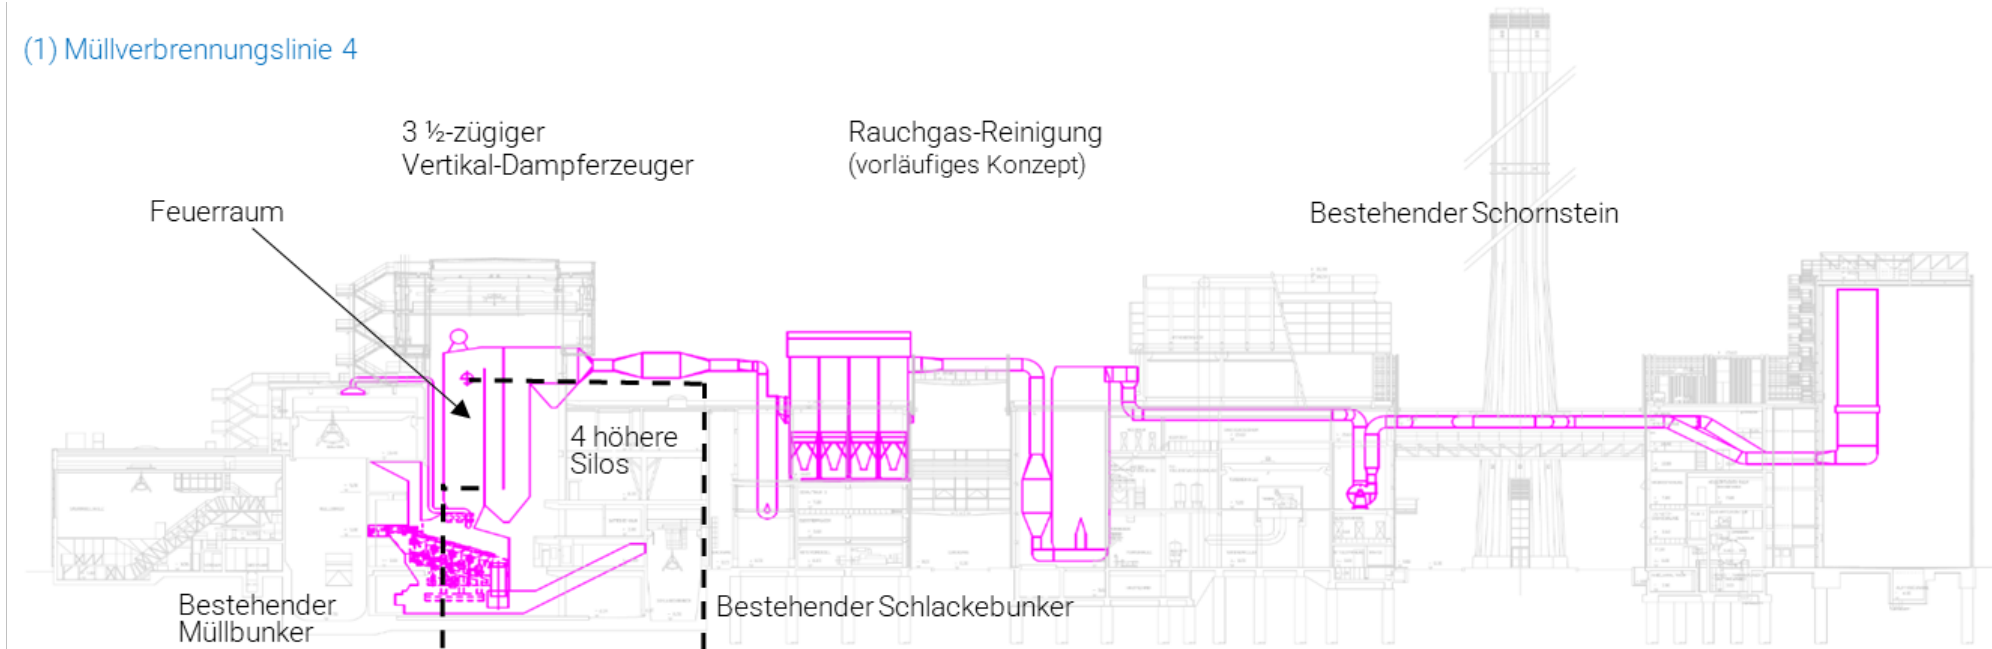 (1) Müllverbrennungslinie 4
3 ½-zügiger
Vertikal-Dampferzeuger
Rauchgas-Reinigung
(vorläufiges Konzept)
Feuerraum
Bestehender Schornstein
4 höhere
Silos
Bestehender
Müllbunker
Bestehender Schlackebunker